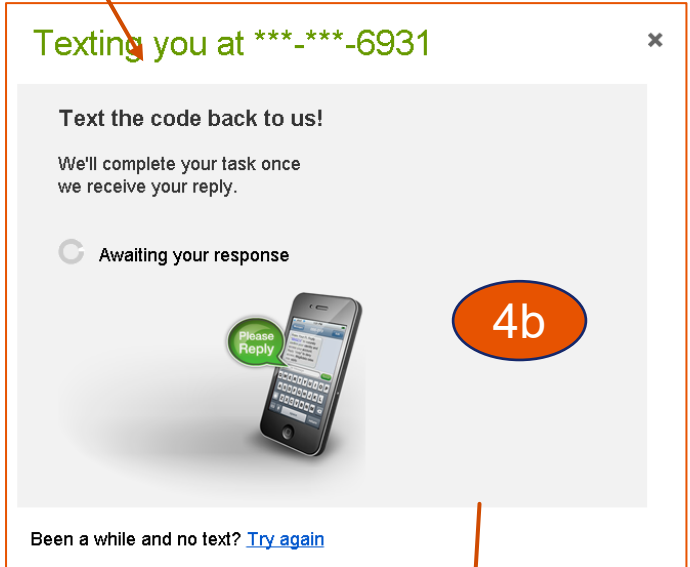 Texting you at ***-***-6931
Text the code back to us!
We'll complete your task once
we receive your reply.
Awaiting your response
Please
Reply
4b
Been a while and no text? Try again